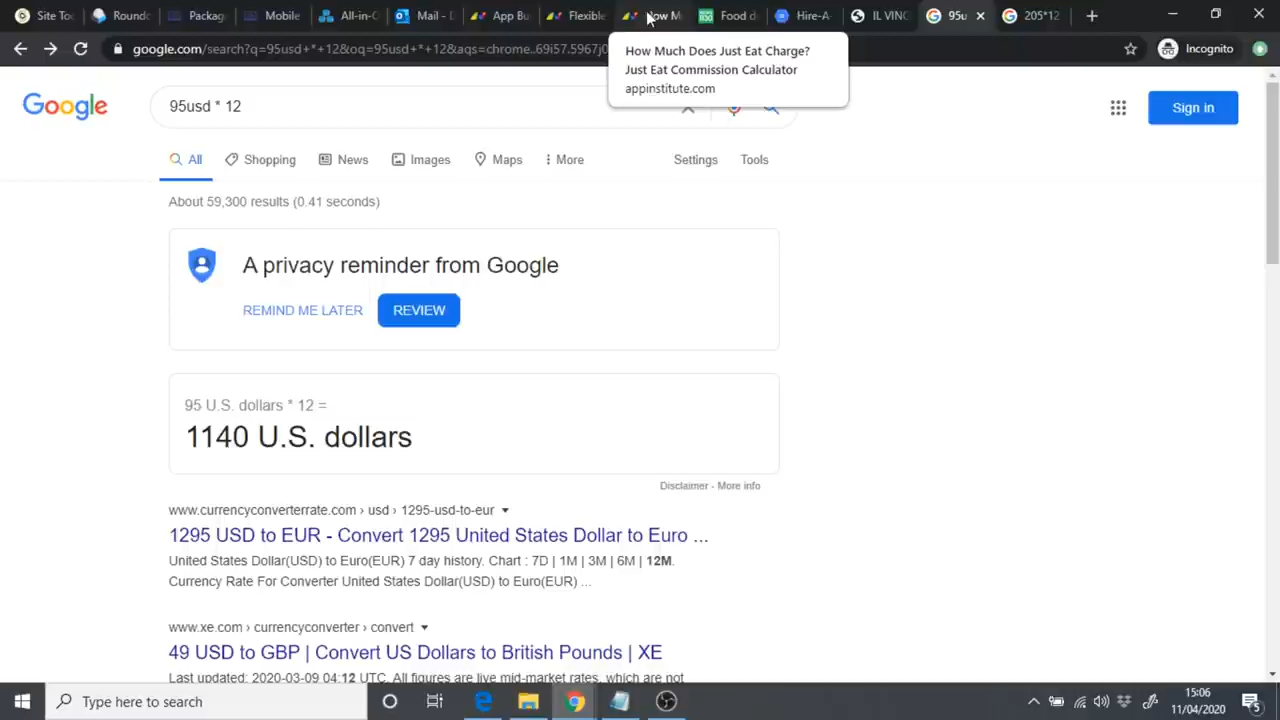 Site To
Roundc
Package
Mobile
All-in-C
Mail - D
App Bu
Flexible
How M
Food de
Hire-A
IL VINC
95u
205*12
google.com/search?q=95usd+*+12&oq=95usd+*+12&aqs=chrome..69i57.5967j0
Incognito
How Much Does Just Eat Charge?
Just Eat Commission Calculator
appinstitute.com
Google
95usd * 12
Sign in
All
Shopping
News
Images
Maps
More
Settings
Tools
About 59,300 results (0.41 seconds)
A privacy reminder from Google
REMIND ME LATER
REVIEW
95 U.S. dollars * 12 =
1140 U.S. dollars
Disclaimer - More info
www.currencyconverterrate.com › usd › 1295-usd-to-eur
1295 USD to EUR - Convert 1295 United States Dollar to Euro ...
United States Dollar(USD) to Euro(EUR) 7 day history. Chart : 7D | 1M | 3M | 6M | 12M.
Currency Rate For Converter United States Dollar(USD) to Euro(EUR) ...
www.xe.com › currencyconverter › convert
49 USD to GBP | Convert US Dollars to British Pounds | XE
Last updated: 2020-03-09 04:12 UTC. All figures are live mid-market rates, which are not
Type here to search
15:06
11/04/2020
5